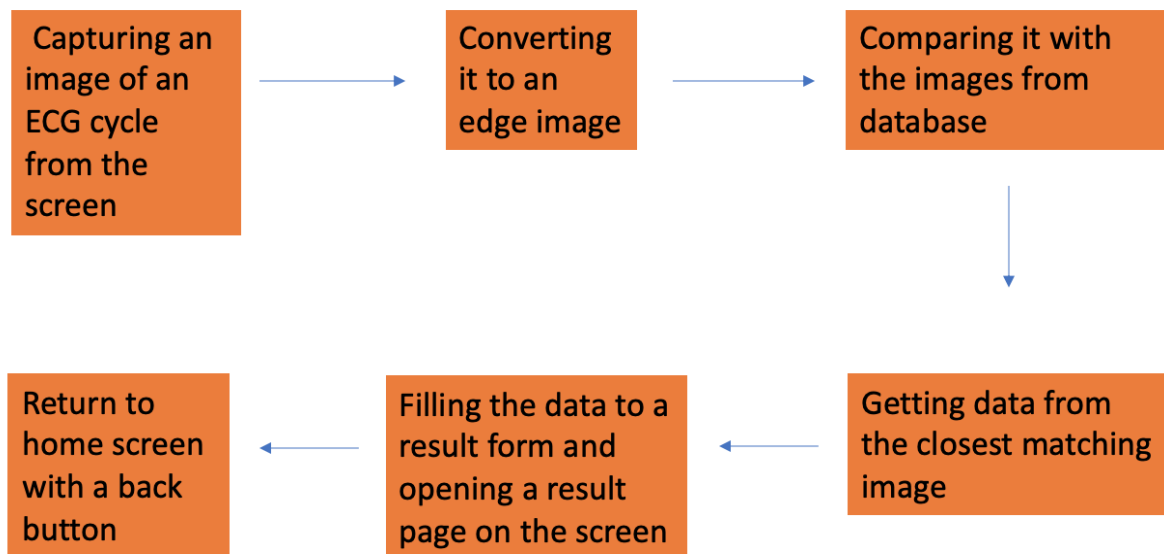 Capturing an
image of an
ECG cycle
from the
screen
Converting
it to an
edge image
Comparing it with
the images from
database
Getting data from
the closest matching
image
Filling the data to a
result form and
opening a result
page on the screen
Return to
home screen
with a back
button